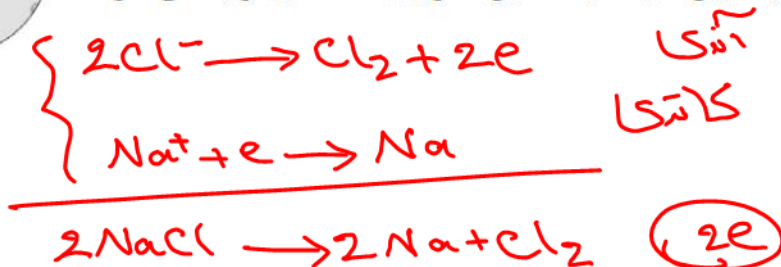 2Cl⁻ → Cl₂ + 2e آندی
Na⁺ + e → Na کاتدی
2NaCl → 2Na + Cl₂ 2e